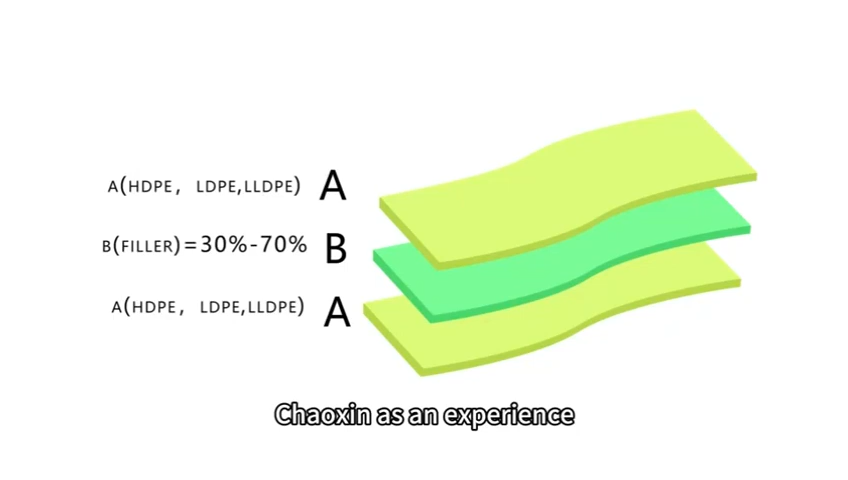 A(HDPE, LDPE,LLDPE) A
B(FILLER)=30%-70% B
A(HDPE, LDPE,LLDPE) A
Chaoxin as an experience